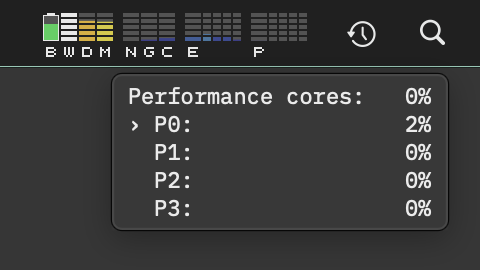 B W D M N G C E P
Performance cores: 0%
› P0: 2%
P1: 0%
P2: 0%
P3: 0%